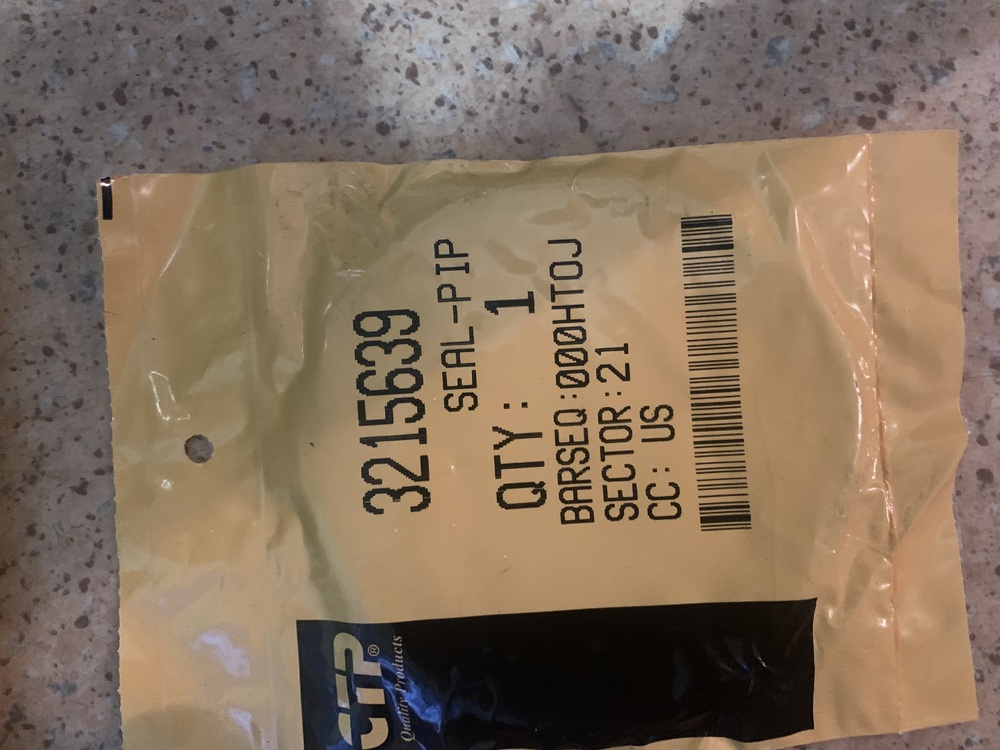 3215639
SEAL-PIP
QTY: 1
BARSEQ:000HTOJ
SECTOR:21
CC: US
CTP®
Quality Products